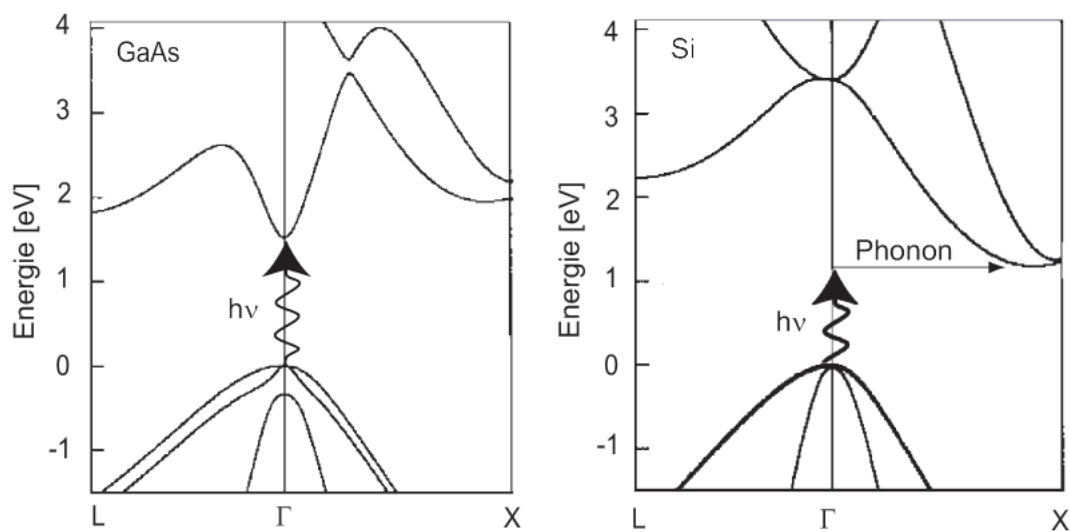 GaAs
Energie [eV]
4
3
2
1
0
-1
hν
L
Γ
X
Si
Energie [eV]
4
3
2
1
0
-1
Phonon
hν
L
Γ
X